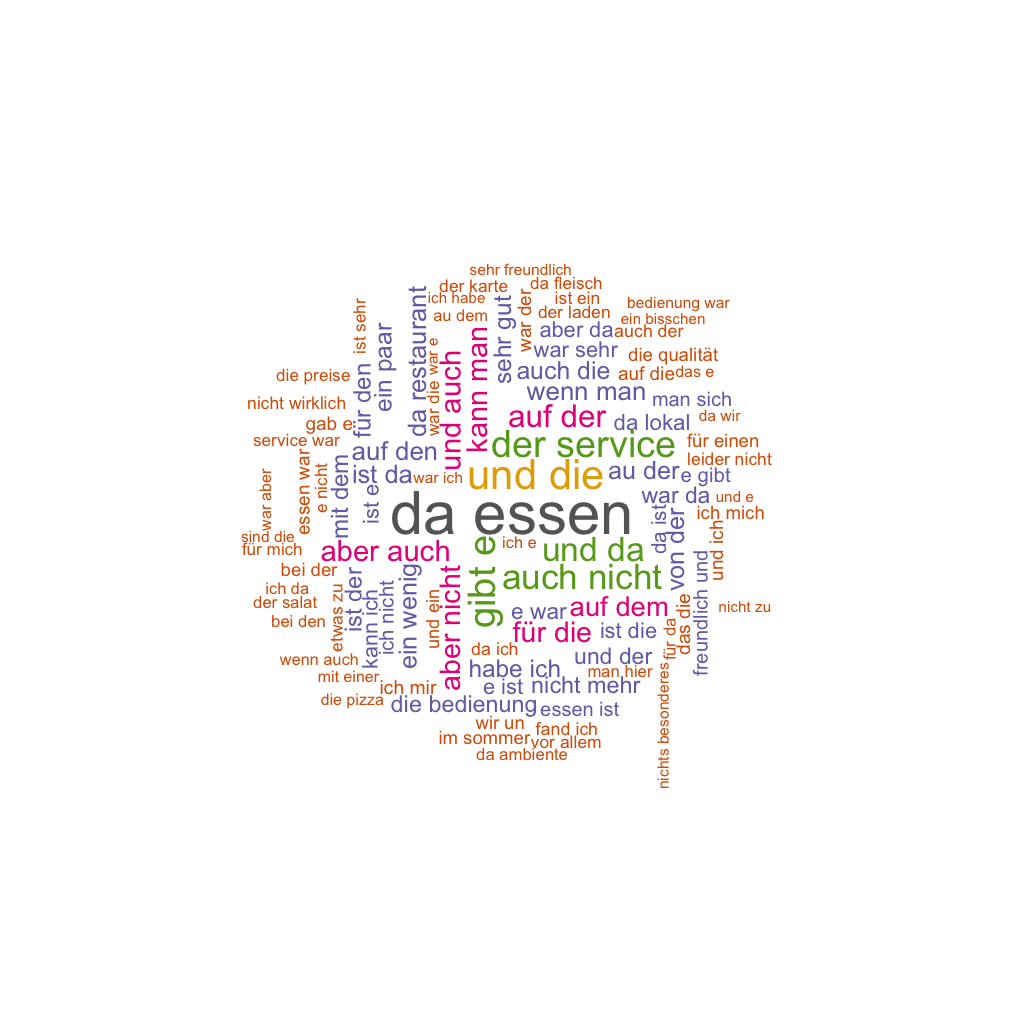 sehr freundlich
da fleisch
der karte
ich habe
ist ein
bedienung war
der laden
ein bisschen
au dem
war der
sehr gut
da restaurant
ist sehr
ein paar
kann man
aber da
auch der
war die
war e
war sehr
die qualität
und auch
für den
auch die
auf die
das e
die preise
wenn man
man sich
nicht wirklich
auf der
da lokal
da wir
gab e
der service
für einen
service war
auf den
leider nicht
ist da
war ich
und die
au der
e gibt
essen war
e nicht
mit dem
ist e
war aber
war da
und e
da essen
ich mich
da ist
von der
und ich
sind die
für mich
aber auch
gibt e
ich e
und da
bei der
auch nicht
ich da
der salat
bei den
etwas zu
ist der
kann ich
ich nicht
ein wenig
und ein
aber nicht
e war
auf dem
nicht zu
für die
ist die
für da
das die
freundlich und
da ich
wenn auch
und der
mit einer
habe ich
man hier
ich mir
e ist
nicht mehr
die pizza
die bedienung
essen ist
nichts besonderes
wir un
fand ich
im sommer
vor allem
da ambiente